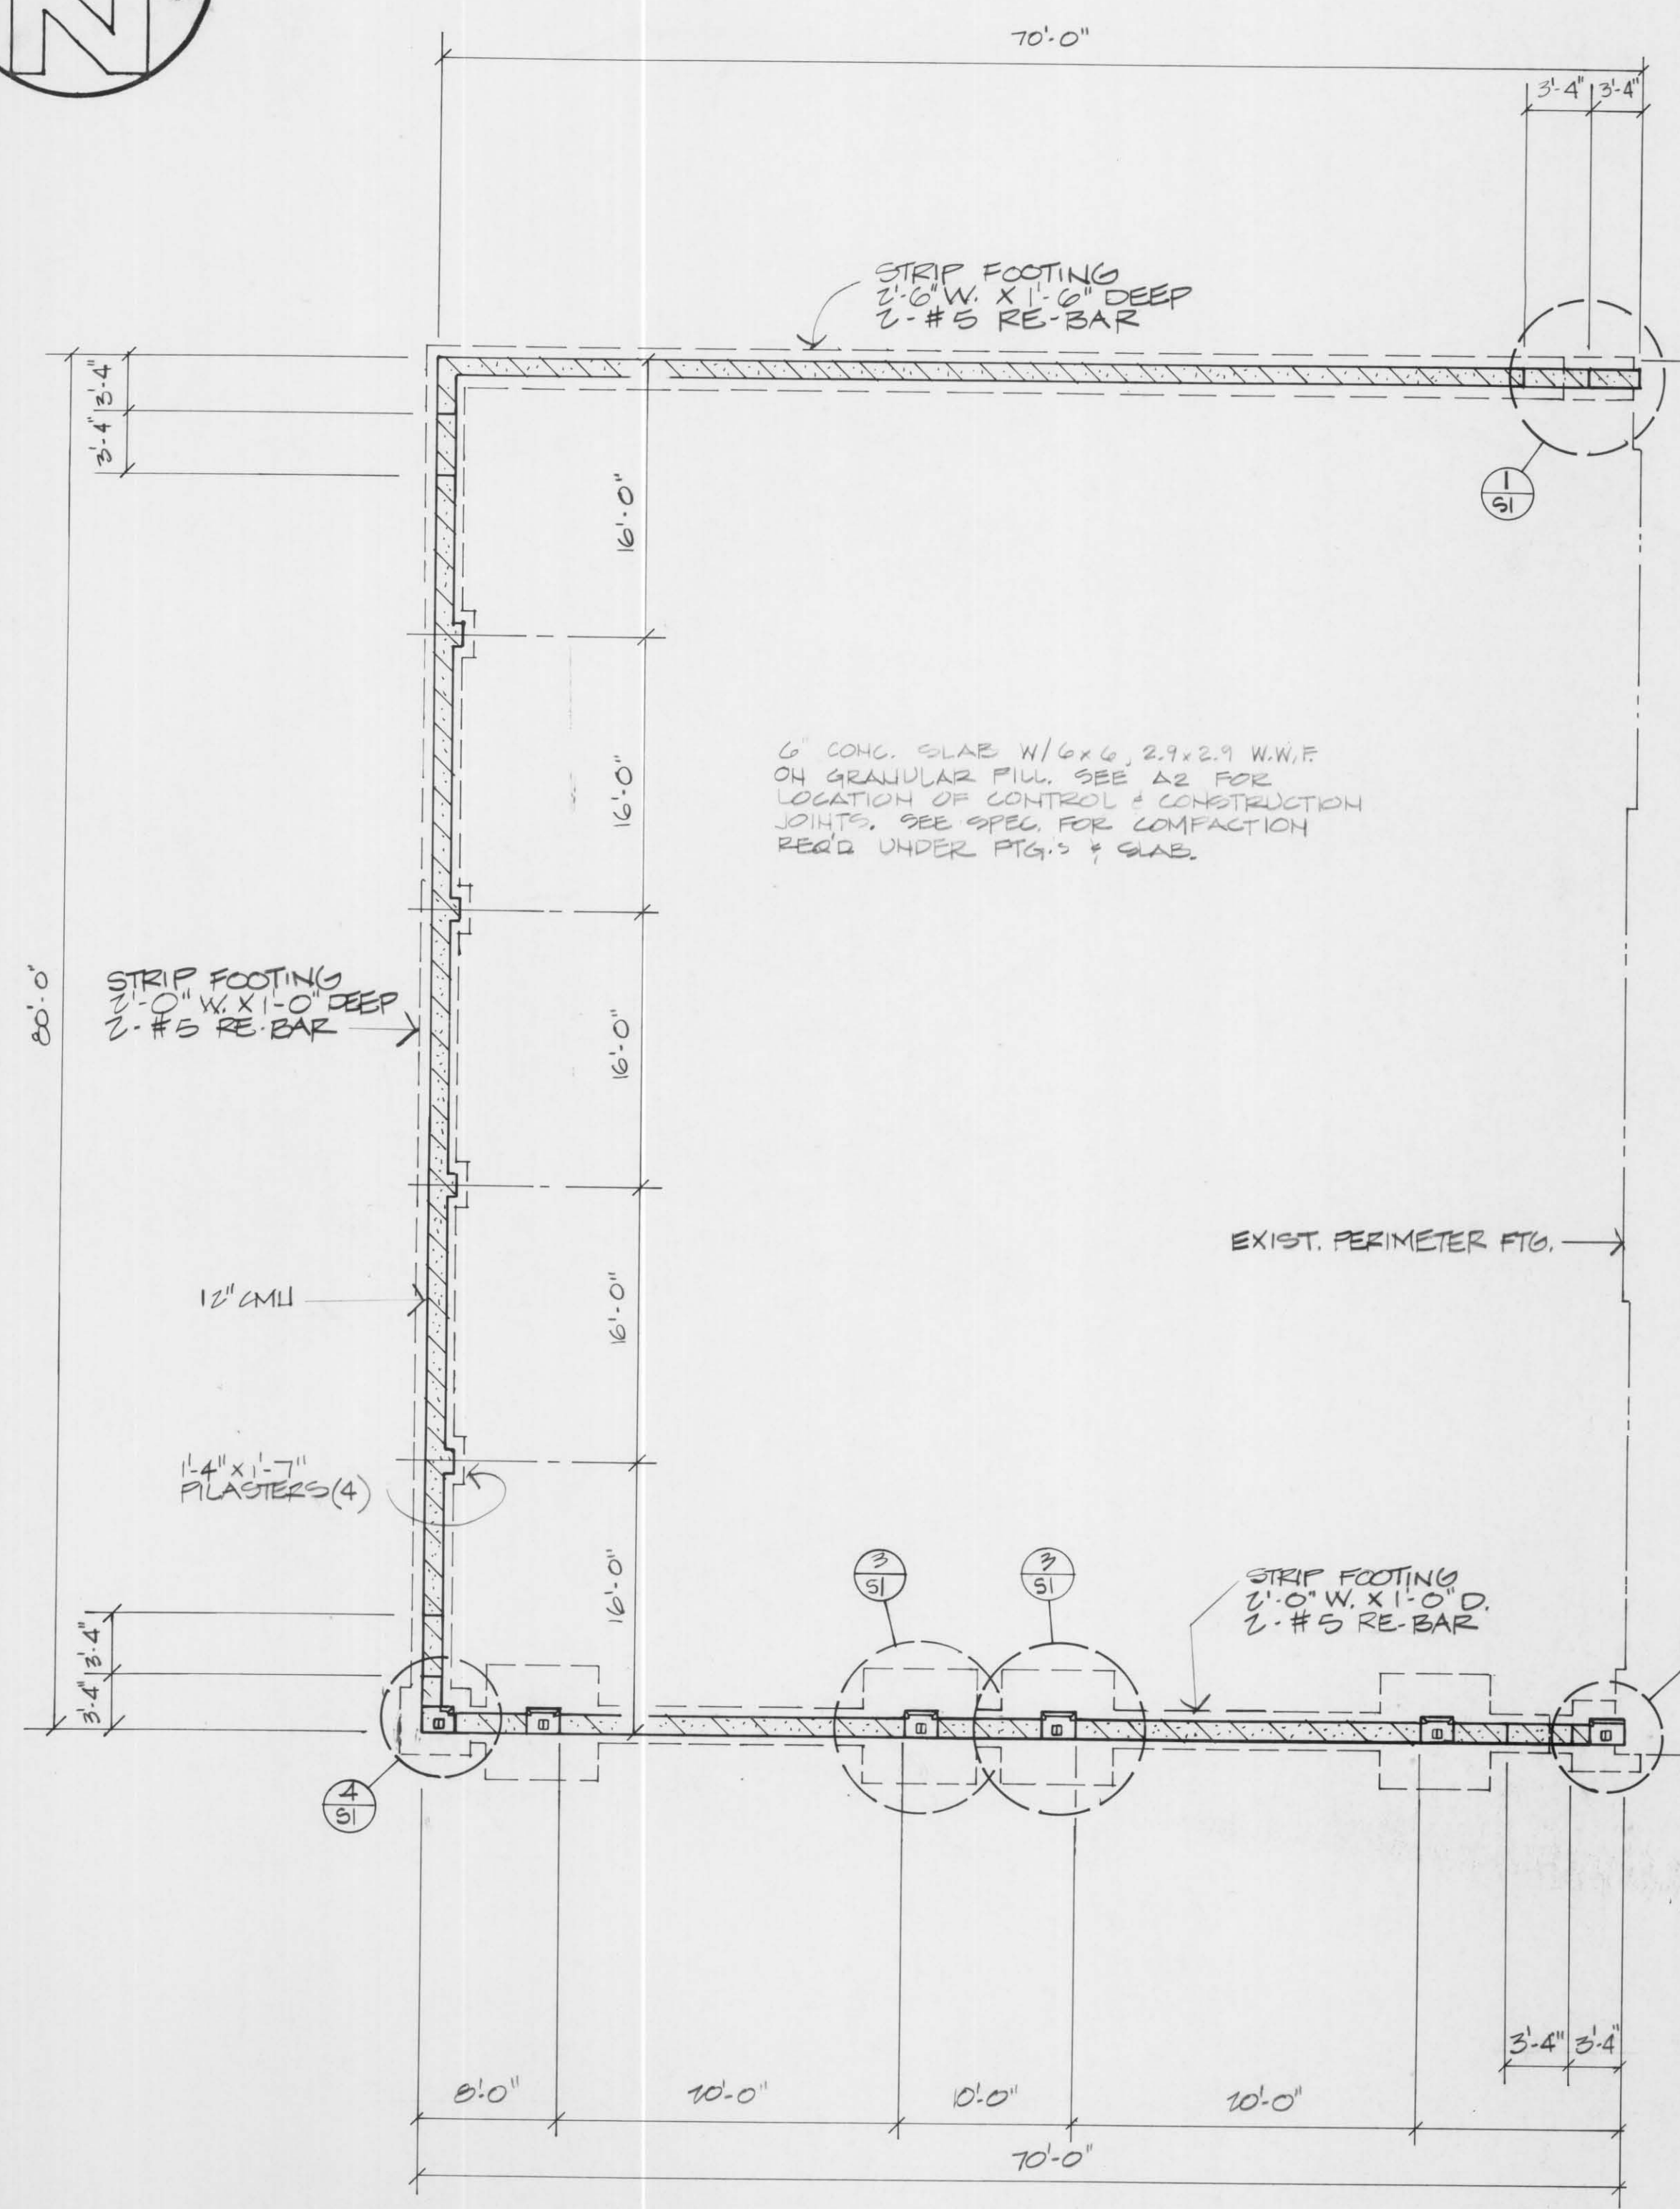 N
70'-0"
3'-4" 3'-4"
STRIP FOOTING
2'-6" W. X 1'-6" DEEP
2-#5 RE-BAR
3'-4"
3'-4"
1
S1
16'-0"
6" CONC. SLAB W/ 6x6, 2.9x2.9 W.W.F.
ON GRANULAR FILL. SEE A2 FOR
LOCATION OF CONTROL & CONSTRUCTION
JOINTS. SEE SPEC. FOR COMPACTION
REQ'D UNDER FTG.'S & SLAB.
16'-0"
80'-0"
STRIP FOOTING
2'-0" W. X 1'-0" DEEP
2-#5 RE-BAR
16'-0"
EXIST. PERIMETER FTG.
12" CMU
16'-0"
1'-4" X 1'-7"
PILASTERS (4)
16'-0"
3
S1
3
S1
STRIP FOOTING
2'-0" W. X 1'-0" D.
2-#5 RE-BAR
3'-4"
3'-4"
4
S1
3'-4" 3'-4"
8'-0" 20'-0" 10'-0" 20'-0"
70'-0"